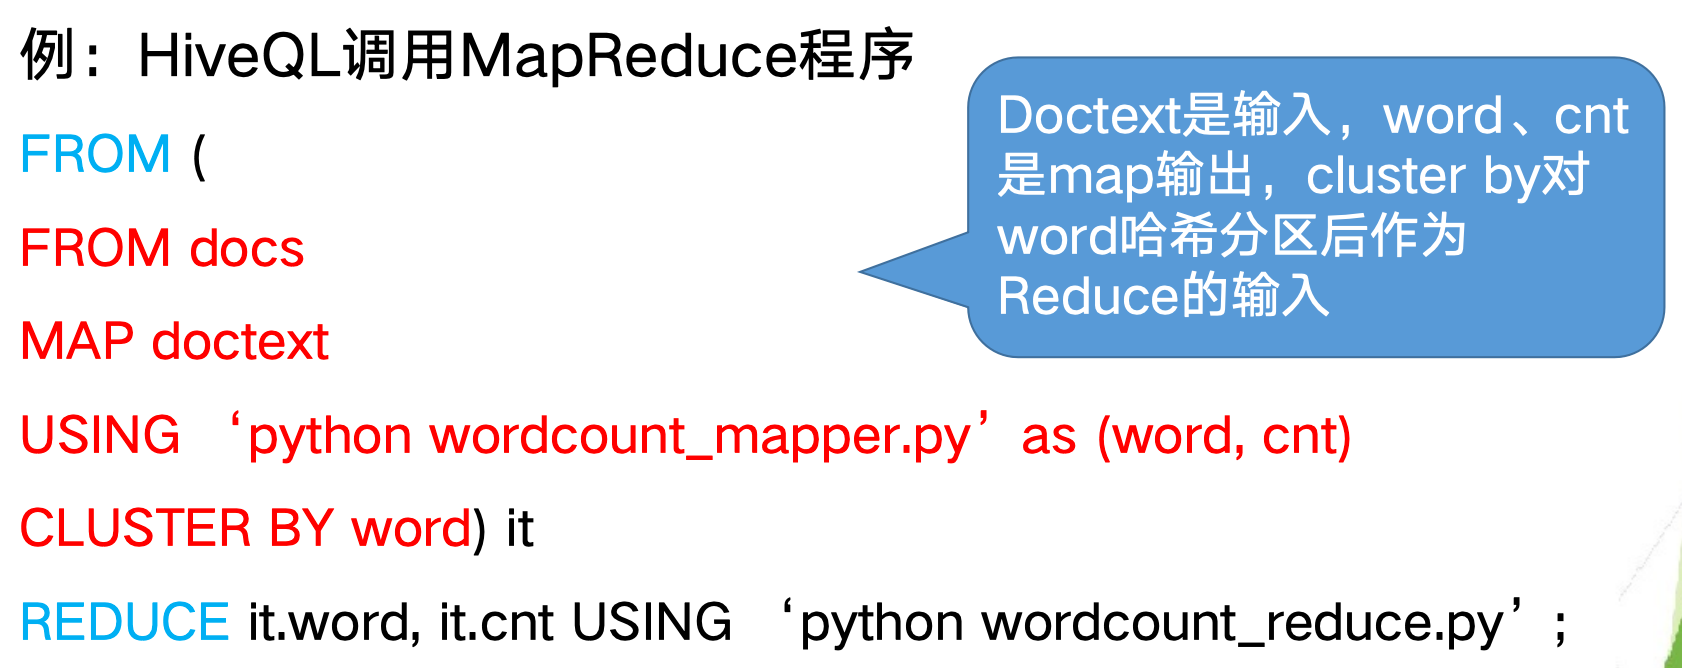 例：HiveQL调用MapReduce程序
FROM (
FROM docs
MAP doctext
USING ‘python wordcount_mapper.py’ as (word, cnt)
CLUSTER BY word) it
REDUCE it.word, it.cnt USING ‘python wordcount_reduce.py’;
Doctext是输入，word、cnt
是map输出，cluster by对
word哈希分区后作为
Reduce的输入